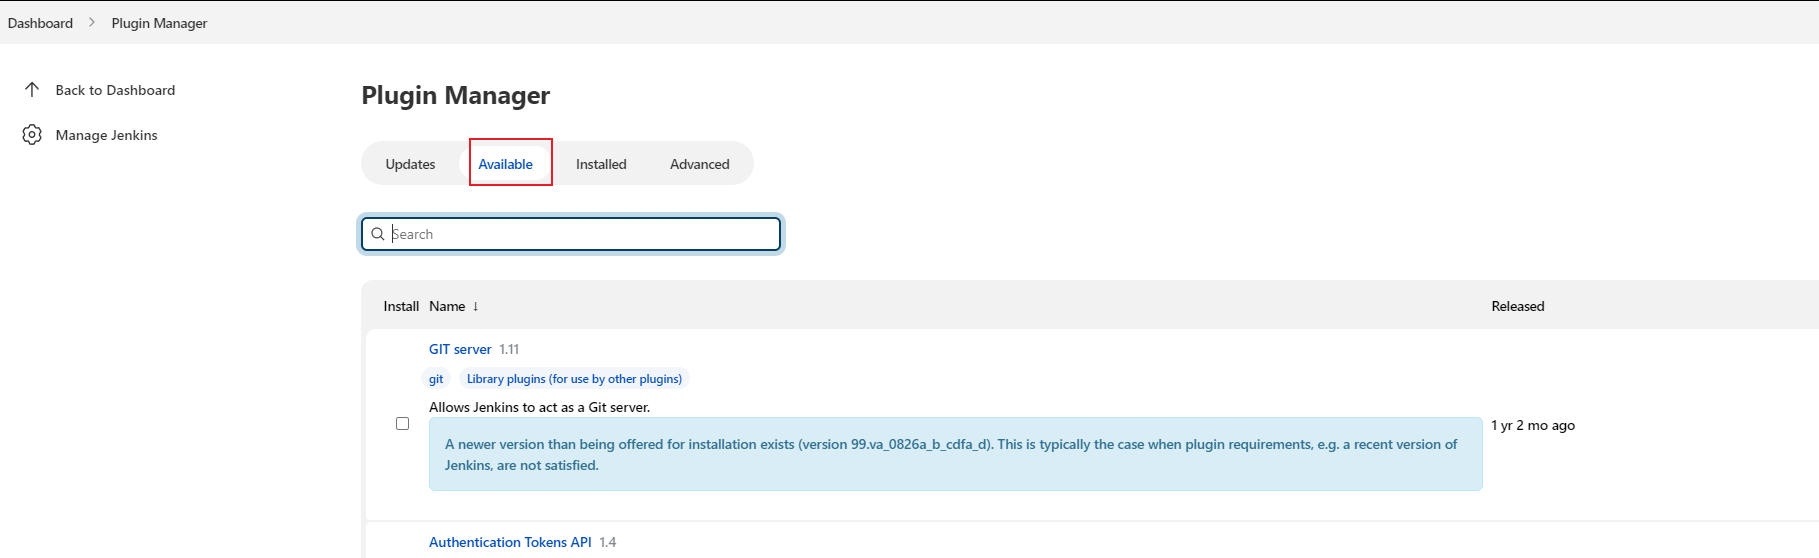 Dashboard > Plugin Manager
Back to Dashboard
Manage Jenkins
Plugin Manager
Updates Available Installed Advanced
Search
Install Name ↓ Released
GIT server 1.11
git Library plugins (for use by other plugins)
Allows Jenkins to act as a Git server.
A newer version than being offered for installation exists (version 99.va_0826a_b_cdfa_d). This is typically the case when plugin requirements, e.g. a recent version of
Jenkins, are not satisfied.
1 yr 2 mo ago
Authentication Tokens API 1.4